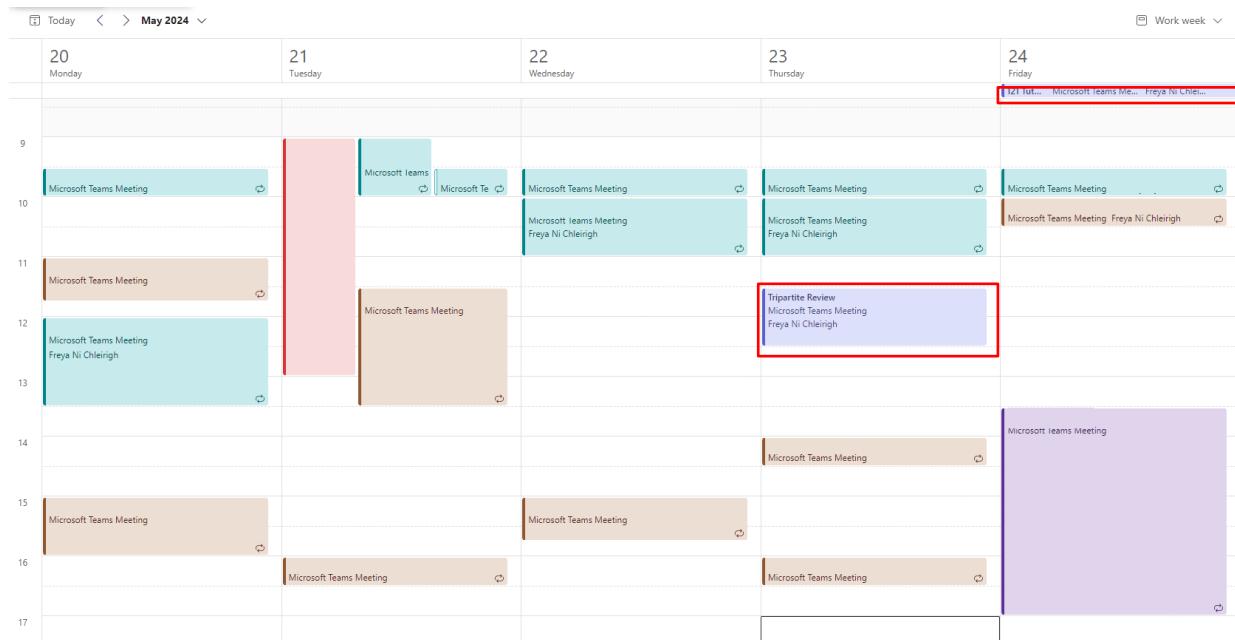 Today May 2024 Work week
20 21 22 23 24
Monday Tuesday Wednesday Thursday Friday
121 Tut... Microsoft Teams Me... Freya Ni Chlei...
9
Microsoft Teams
Microsoft Teams Meeting
Microsoft Te
Microsoft Teams Meeting
Microsoft Teams Meeting
Microsoft Teams Meeting
10
Microsoft Teams Meeting
Freya Ni Chleirigh
Microsoft Teams Meeting
Freya Ni Chleirigh
Microsoft Teams Meeting Freya Ni Chleirigh
11
Microsoft Teams Meeting
Microsoft Teams Meeting
Tripartite Review
Microsoft Teams Meeting
Freya Ni Chleirigh
12
Microsoft Teams Meeting
Freya Ni Chleirigh
13
Microsoft Teams Meeting
14
Microsoft Teams Meeting
15
Microsoft Teams Meeting
Microsoft Teams Meeting
16
Microsoft Teams Meeting
Microsoft Teams Meeting
17